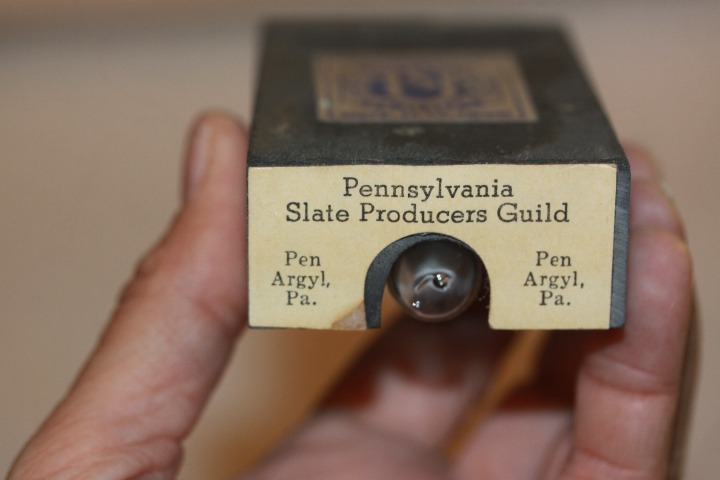 Pennsylvania
Slate Producers Guild
Pen
Argyl,
Pa.
Pen
Argyl,
Pa.